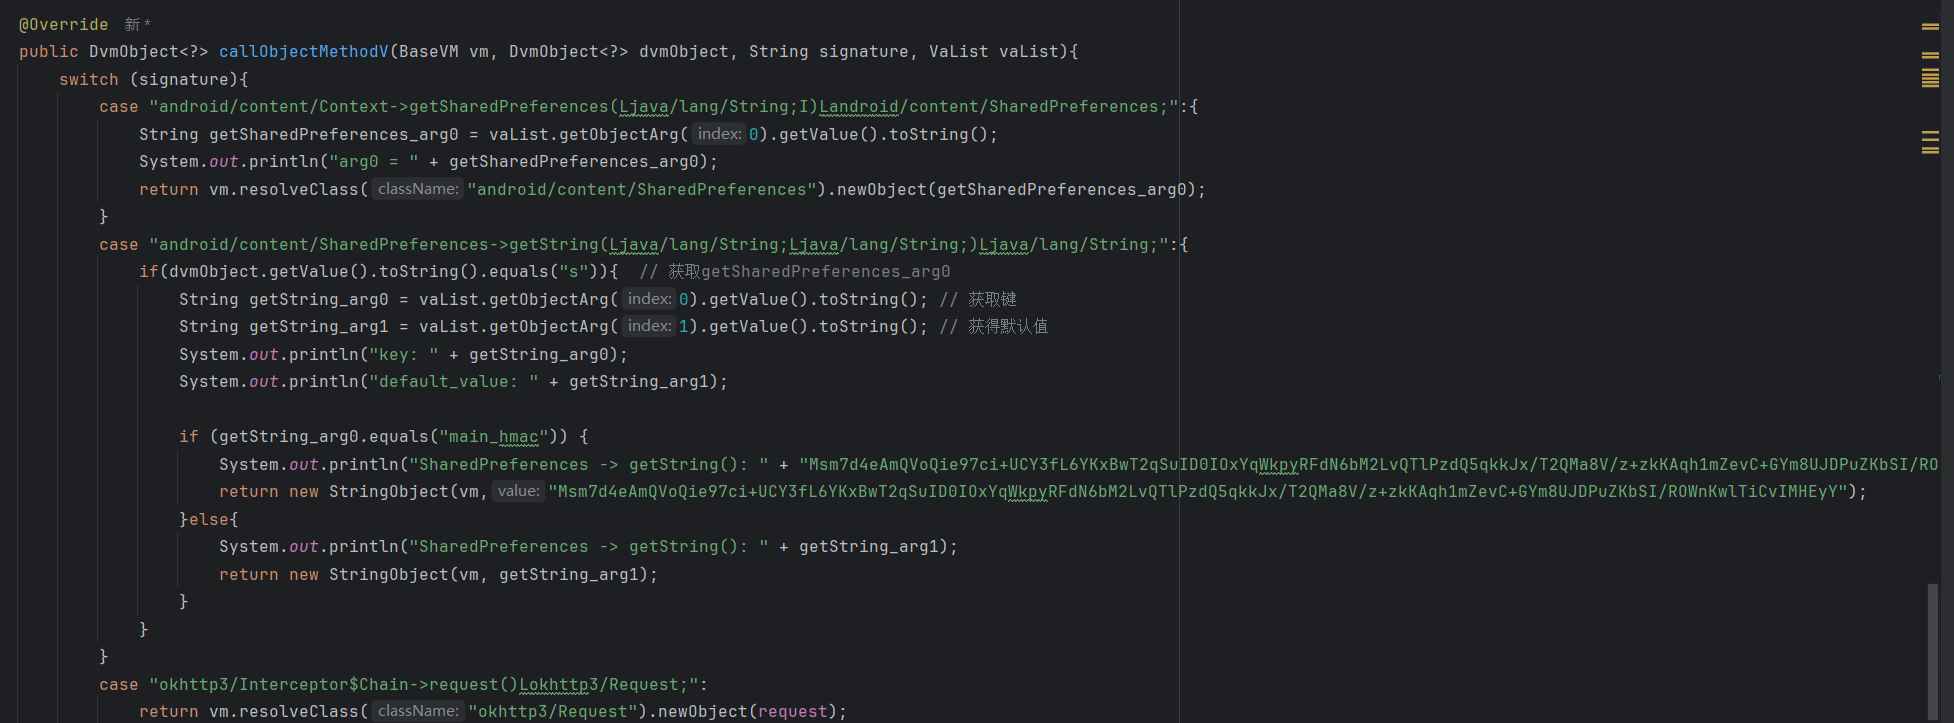 @Override 新*
public DvmObject<?> callObjectMethodV(BaseVM vm, DvmObject<?> dvmObject, String signature, VaList vaList){
switch (signature){
case "android/content/Context->getSharedPreferences(Ljava/lang/String;I)Landroid/content/SharedPreferences;":{
String getSharedPreferences_arg0 = vaList.getObjectArg( index: 0).getValue().toString();
System.out.println("arg0 = " + getSharedPreferences_arg0);
return vm.resolveClass( className: "android/content/SharedPreferences").newObject(getSharedPreferences_arg0);
}
case "android/content/SharedPreferences->getString(Ljava/lang/String;Ljava/lang/String;)Ljava/lang/String;":{
if(dvmObject.getValue().toString().equals("s")){ // 获取getSharedPreferences_arg0
String getString_arg0 = vaList.getObjectArg( index: 0).getValue().toString(); // 获取键
String getString_arg1 = vaList.getObjectArg( index: 1).getValue().toString(); // 获得默认值
System.out.println("key: " + getString_arg0);
System.out.println("default_value: " + getString_arg1);
if (getString_arg0.equals("main_hmac")) {
System.out.println("SharedPreferences -> getString(): " + "Msm7d4eAmQVoQie97ci+UCY3fL6YKxBwT2qSuID0IOxYqWkpyRFdN6bM2LvQTlPzdQ5qkkJx/T2QMa8V/z+zkKAqh1mZevC+GYm8UJDPuZKbSI/RO
return new StringObject(vm, value: "Msm7d4eAmQVoQie97ci+UCY3fL6YKxBwT2qSuID0IOxYqWkpyRFdN6bM2LvQTlPzdQ5qkkJx/T2QMa8V/z+zkKAqh1mZevC+GYm8UJDPuZKbSI/ROWnKwlTiCvIMHEyY");
}else{
System.out.println("SharedPreferences -> getString(): " + getString_arg1);
return new StringObject(vm, getString_arg1);
}
}
}
case "okhttp3/Interceptor$Chain->request()Lokhttp3/Request;":
return vm.resolveClass( className: "okhttp3/Request").newObject(request);